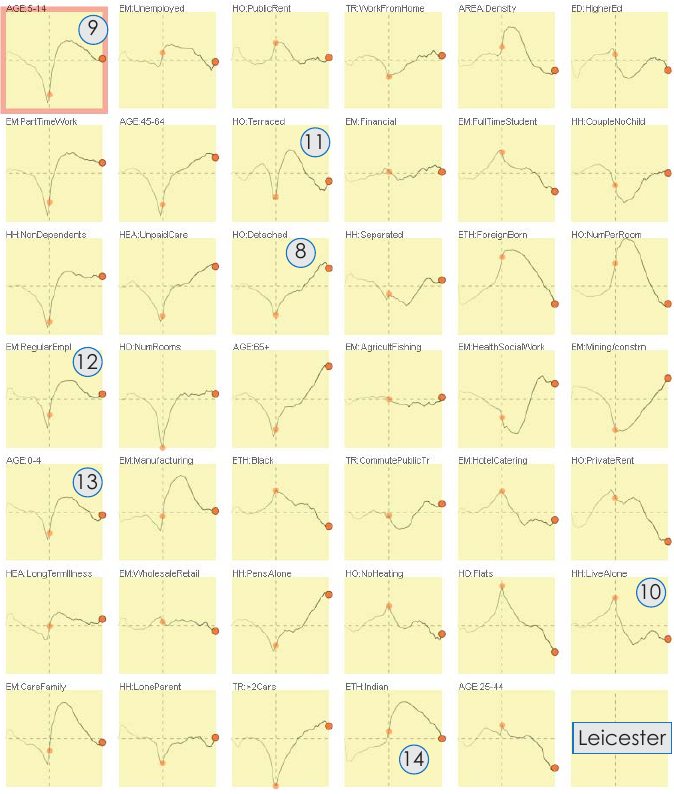 AGE:5-14 EM:Unemployed HO:PublicRent TR:WorkFromHome AREA:Density ED:HigherEd
9
EM:PartTimeWork AGE:45-64 HO:Terraced EM:Financial EM:FullTimeStudent HH:CoupleNoChild
11
HH:NonDependents HEA:UnpaidCare HO:Detached HH:Separated ETH:ForeignBorn HO:NumPerRoom
8
EM:RegularEmpl HO:NumRooms AGE:65+ EM:AgricultFishing EM:HealthSocialWork EM:Mining/constrn
12
AGE:0-4 EM:Manufacturing ETH:Black TR:CommutePublicTr EM:HotelCatering HO:PrivateRent
13
HEA:LongTermIllness EM:WholesaleRetail HH:PensAlone HO:NoHeating HO:Flats HH:LiveAlone
10
EM:CareFamily HH:LoneParent TR:>2Cars ETH:Indian AGE:25-44
Leicester
14